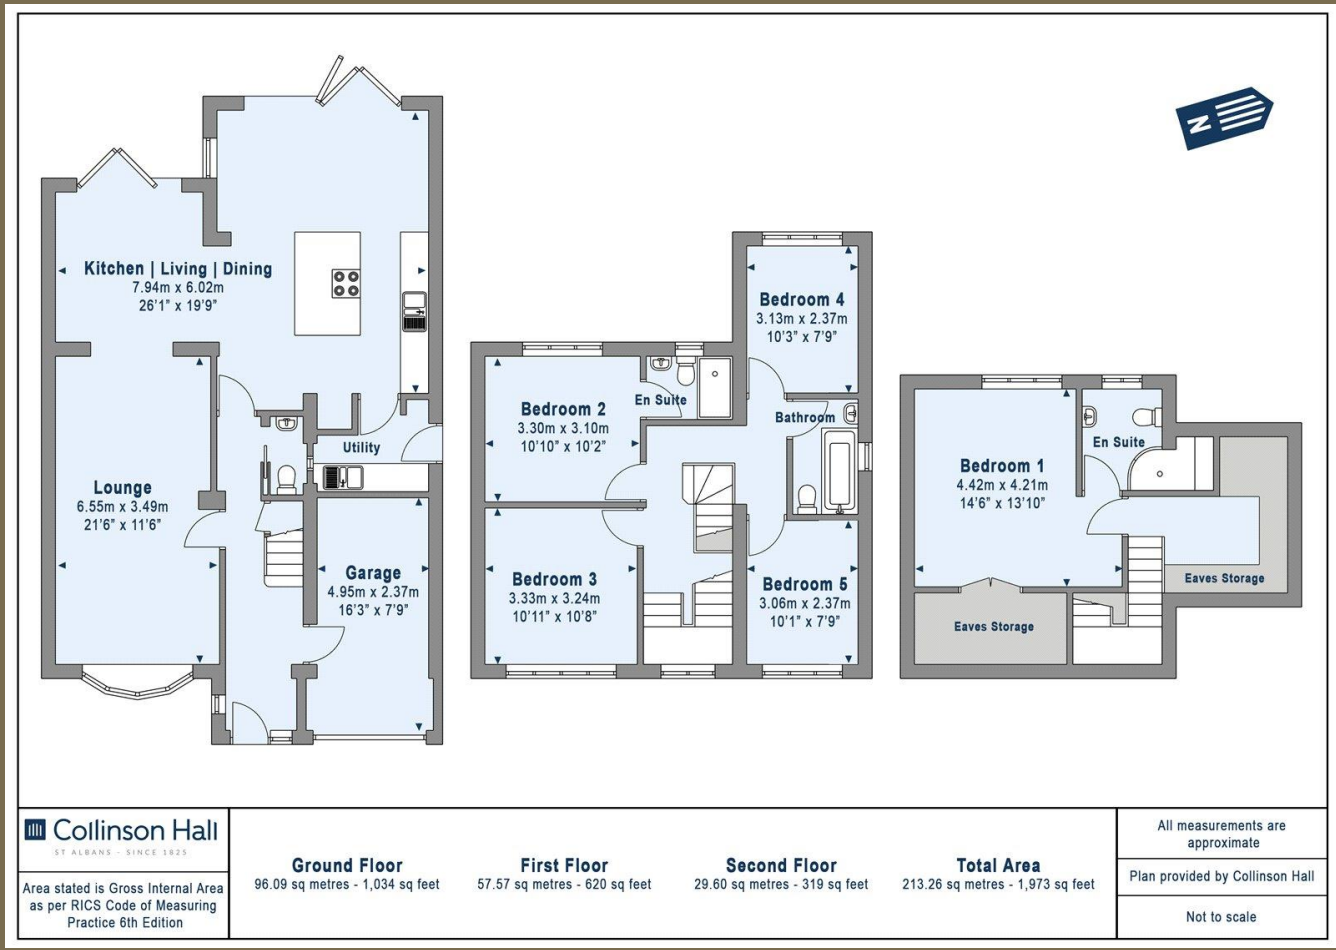 N
Kitchen | Living | Dining
7.94m x 6.02m
26'1" x 19'9"
Utility
Lounge
6.55m x 3.49m
21'6" x 11'6"
Garage
4.95m x 2.37m
16'3" x 7'9"
Bedroom 4
3.13m x 2.37m
10'3" x 7'9"
En Suite
Bedroom 2
3.30m x 3.10m
10'10" x 10'2"
Bathroom
Bedroom 3
3.33m x 3.24m
10'11" x 10'8"
Bedroom 5
3.06m x 2.37m
10'1" x 7'9"
En Suite
Bedroom 1
4.42m x 4.21m
14'6" x 13'10"
Eaves Storage
Eaves Storage
Collinson Hall
ST ALBANS - SINCE 1825
Area stated is Gross Internal Area
as per RICS Code of Measuring
Practice 6th Edition
Ground Floor
96.09 sq metres - 1,034 sq feet
First Floor
57.57 sq metres - 620 sq feet
Second Floor
29.60 sq metres - 319 sq feet
Total Area
213.26 sq metres - 1,973 sq feet
All measurements are
approximate
Plan provided by Collinson Hall
Not to scale